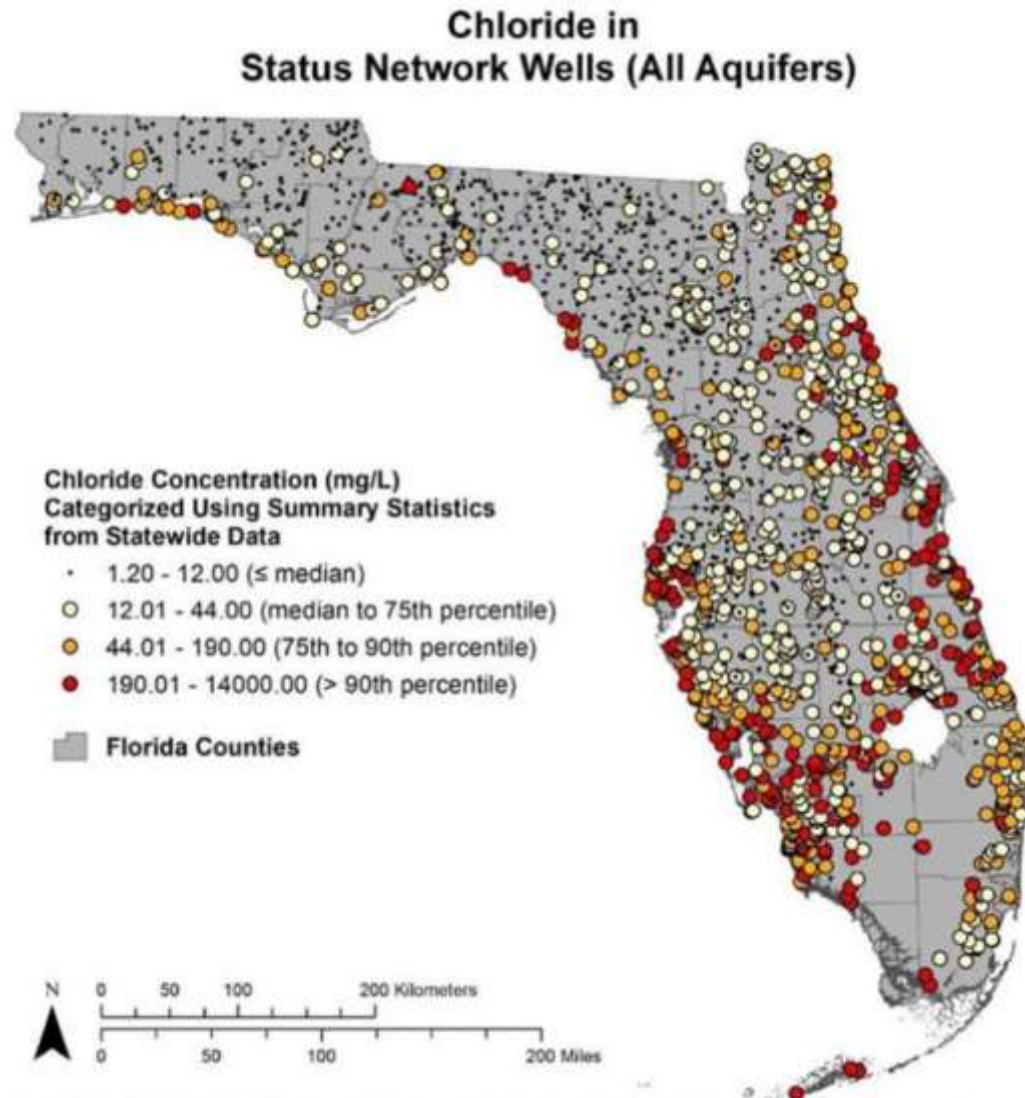 Chloride in
Status Network Wells (All Aquifers)
Chloride Concentration (mg/L)
Categorized Using Summary Statistics
from Statewide Data
1.20 - 12.00 (≤ median)
12.01 - 44.00 (median to 75th percentile)
44.01 - 190.00 (75th to 90th percentile)
190.01 - 14000.00 (> 90th percentile)
Florida Counties
N
0 50 100 200 Kilometers
0 50 100 200 Miles